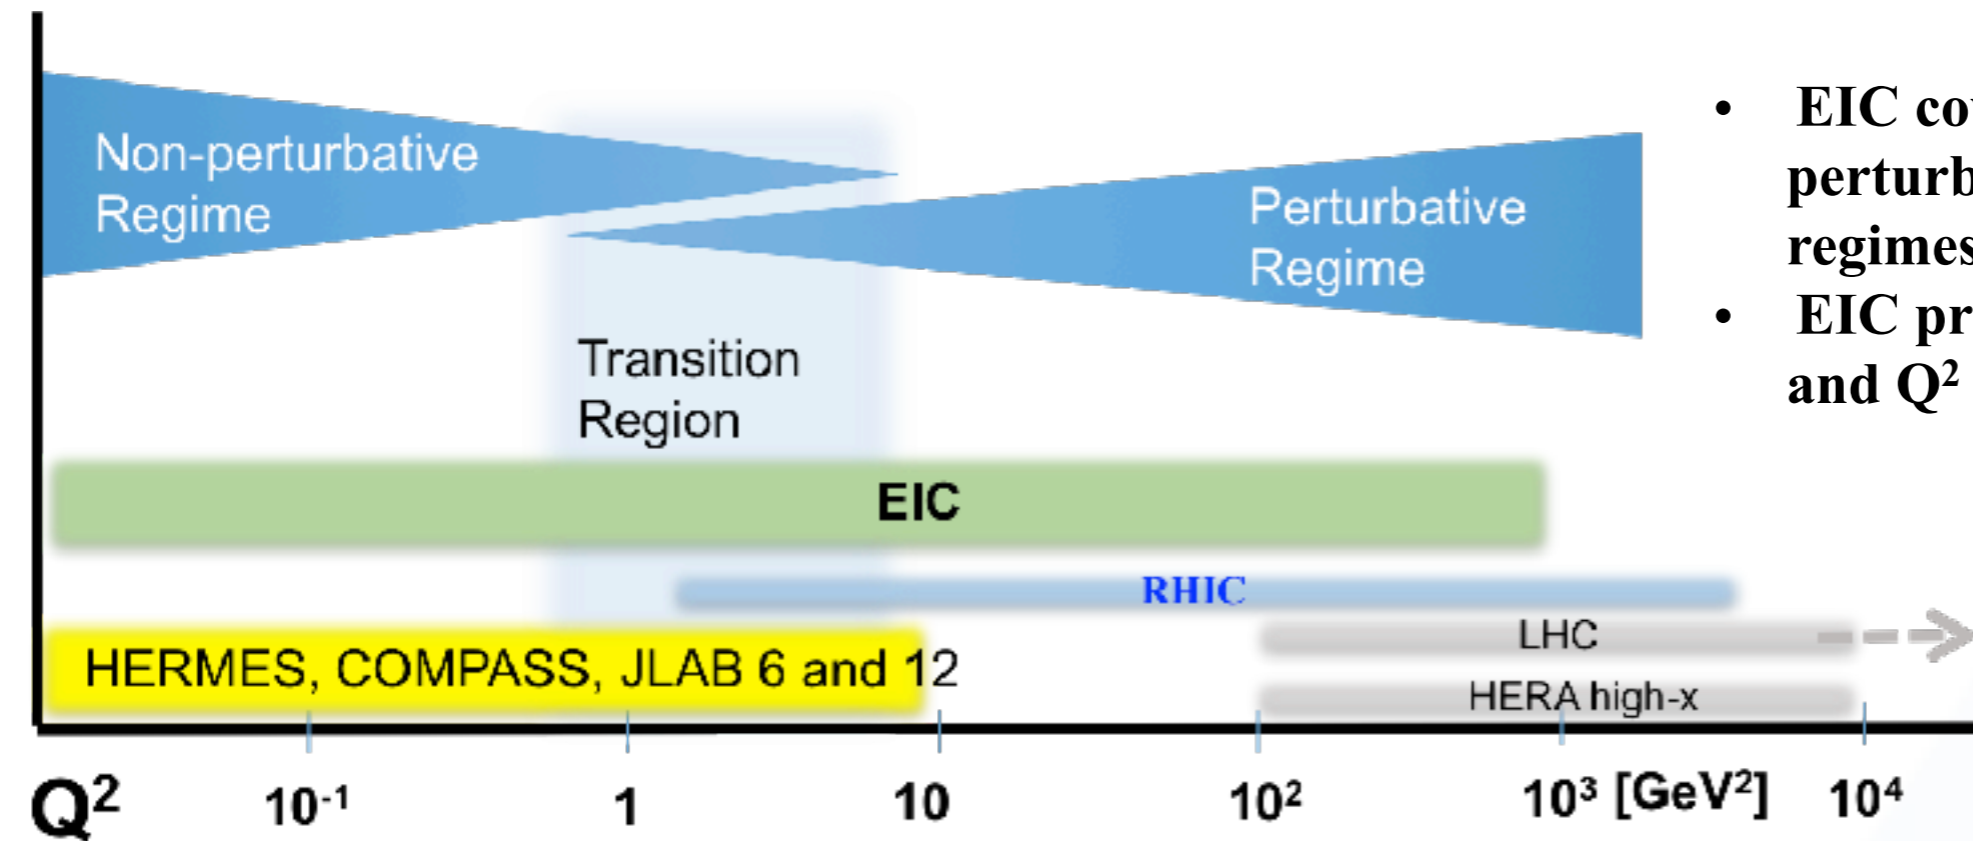 Non-perturbative
Regime
Perturbative
Regime
Transition
Region
• EIC
perturb
regimes
• EIC pr
and Q²
EIC
RHIC
LHC
HERMES, COMPASS, JLAB 6 and 12
HERA high-x
Q² 10⁻¹ 1 10 10² 10³ [GeV²] 10⁴